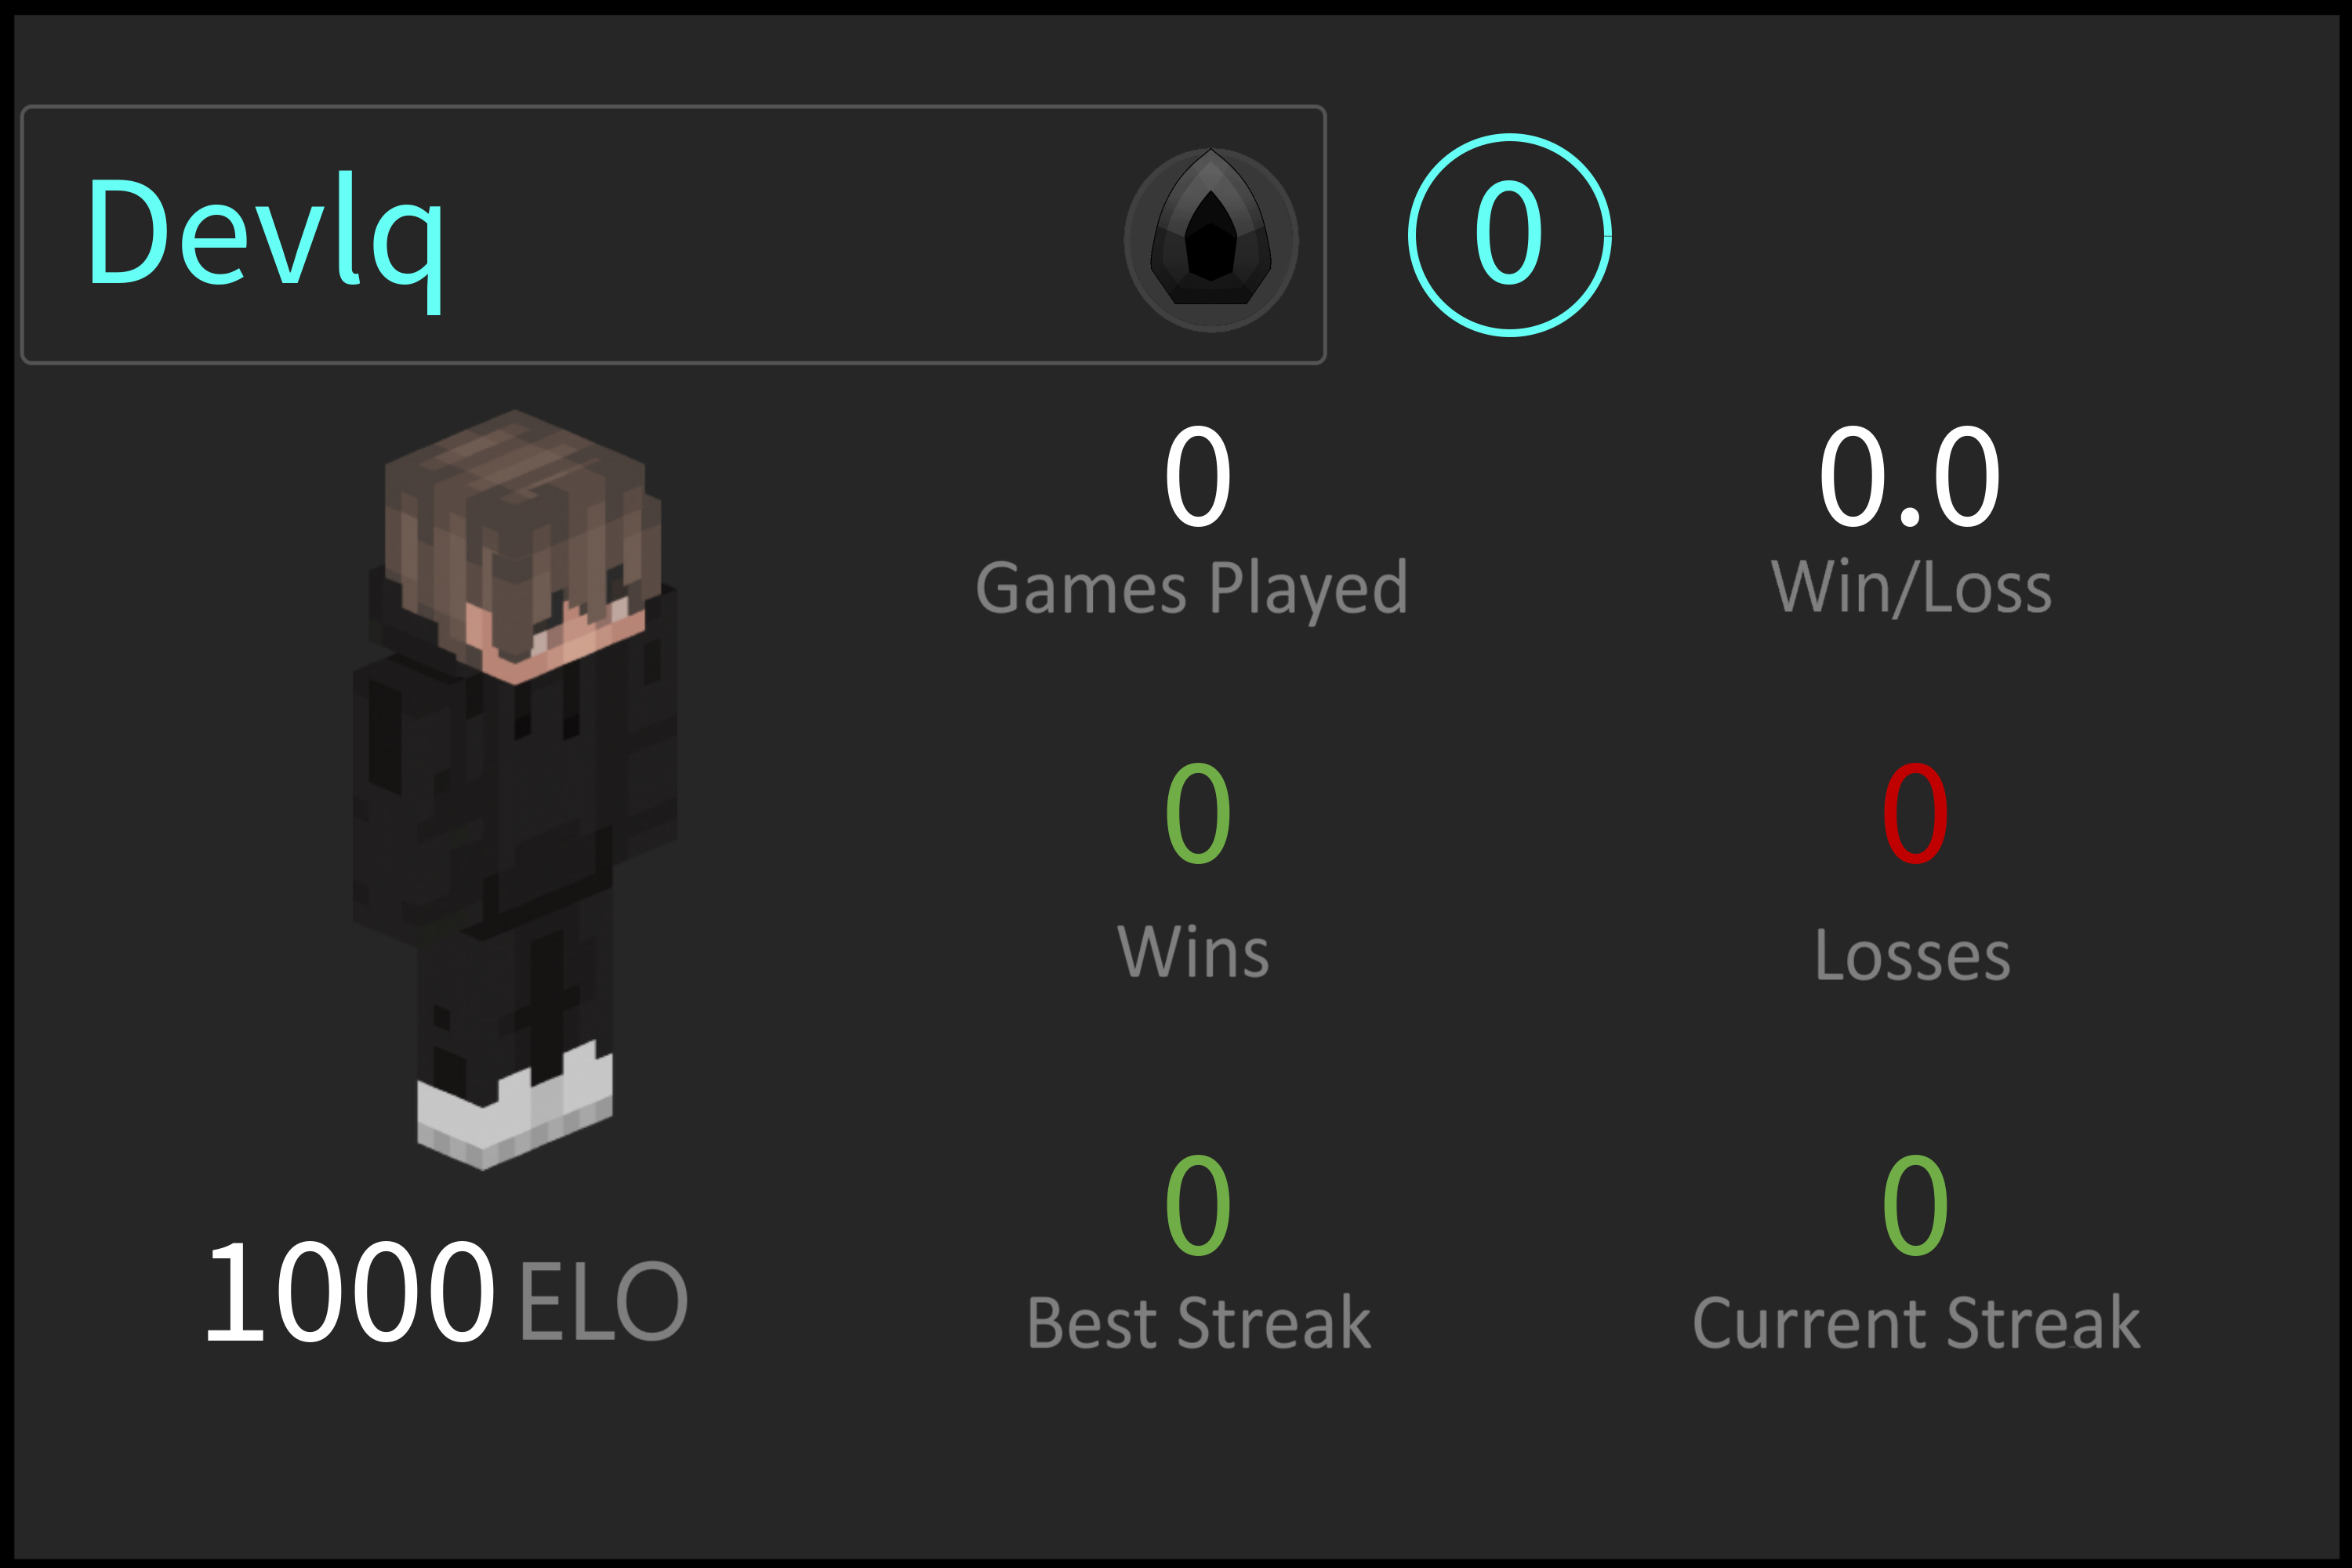 Devlq
0
0
Games Played
0.0
Win/Loss
0
Wins
0
Losses
1000 ELO
0
Best Streak
0
Current Streak